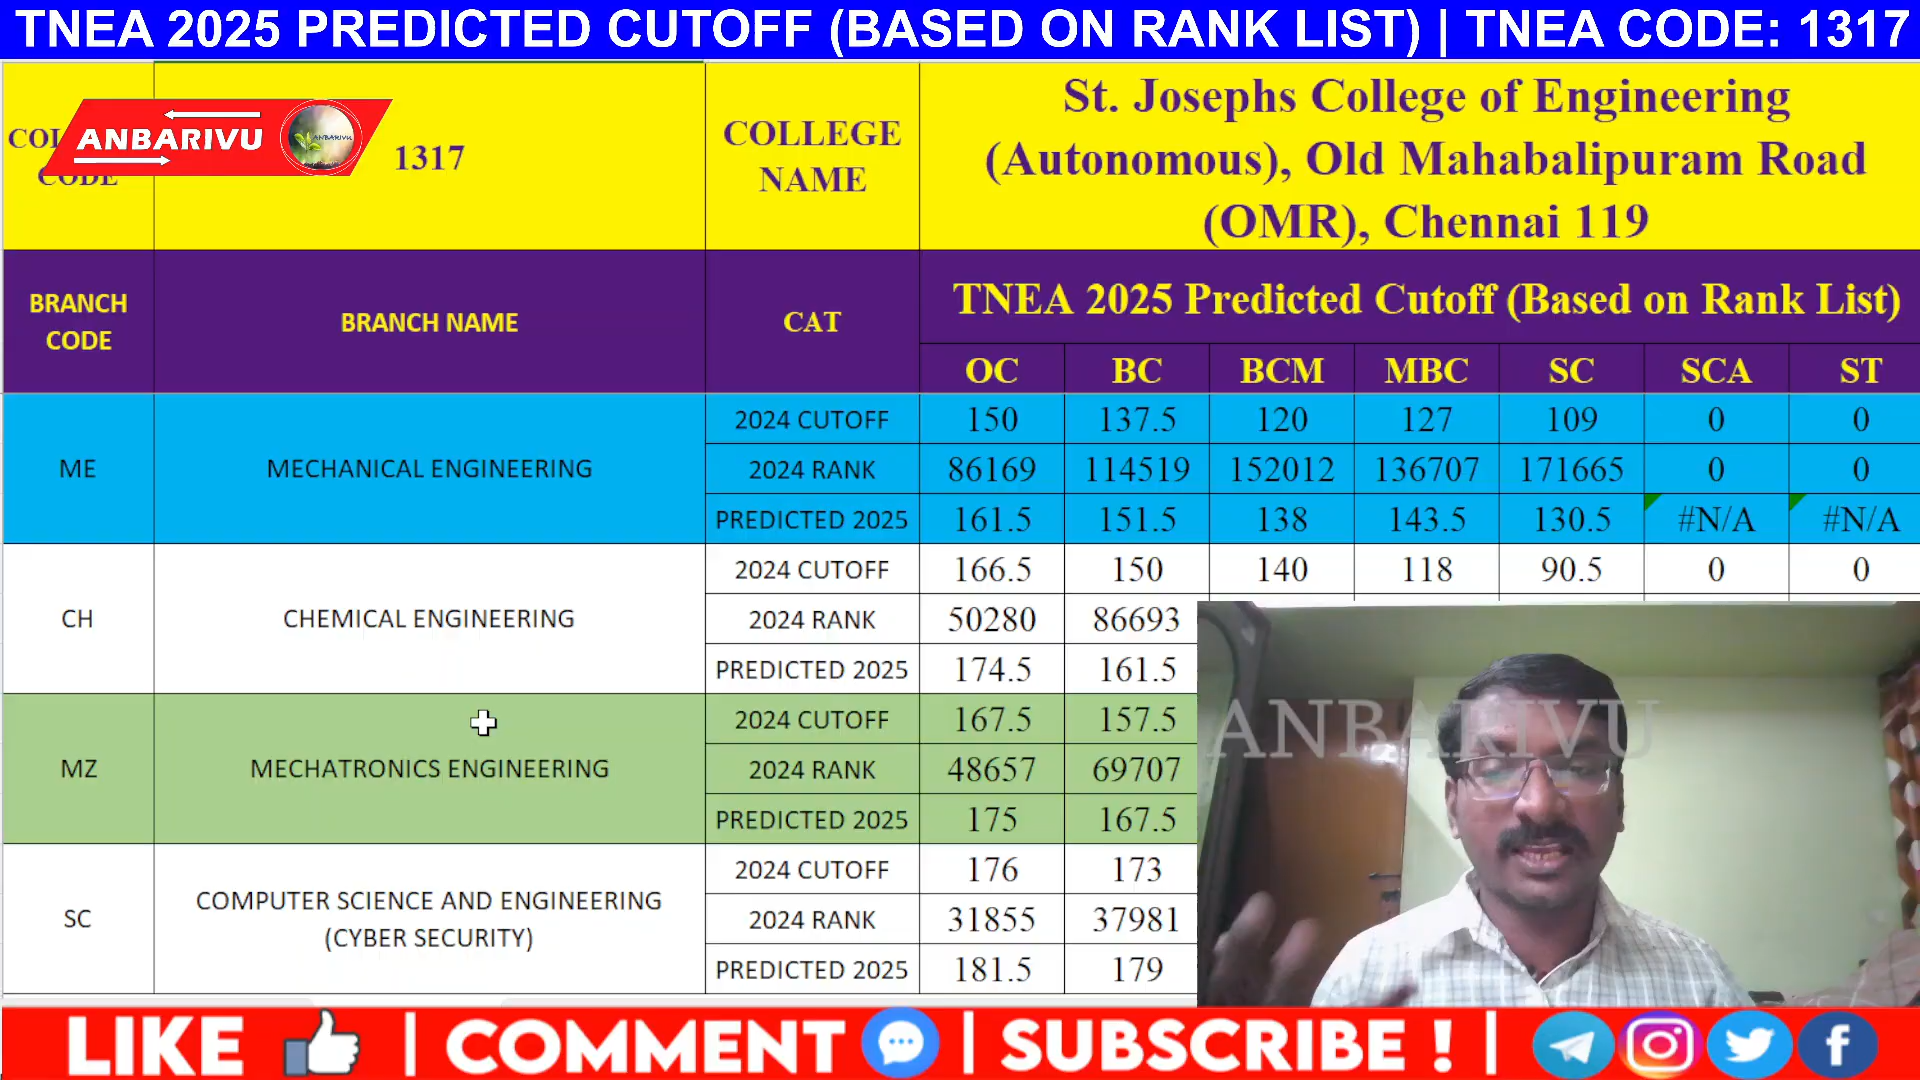 TNEA 2025 PREDICTED CUTOFF (BASED ON RANK LIST) | TNEA CODE: 1317
ANBARIVU
ANBARIVU
CODE
1317
COLLEGE
NAME
St. Josephs College of Engineering
(Autonomous), Old Mahabalipuram Road
(OMR), Chennai 119
BRANCH
CODE
BRANCH NAME
CAT
TNEA 2025 Predicted Cutoff (Based on Rank List)
OC BC BCM MBC SC SCA ST
ME
MECHANICAL ENGINEERING
2024 CUTOFF 150 137.5 120 127 109 0 0
2024 RANK 86169 114519 152012 136707 171665 0 0
PREDICTED 2025 161.5 151.5 138 143.5 130.5 #N/A #N/A
CH
CHEMICAL ENGINEERING
2024 CUTOFF 166.5 150 140 118 90.5 0 0
2024 RANK 50280 86693
PREDICTED 2025 174.5 161.5
MZ
MECHATRONICS ENGINEERING
2024 CUTOFF 167.5 157.5
2024 RANK 48657 69707
PREDICTED 2025 175 167.5
SC
COMPUTER SCIENCE AND ENGINEERING
(CYBER SECURITY)
2024 CUTOFF 176 173
2024 RANK 31855 37981
PREDICTED 2025 181.5 179
ANBARIVU
LIKE | COMMENT | SUBSCRIBE ! |